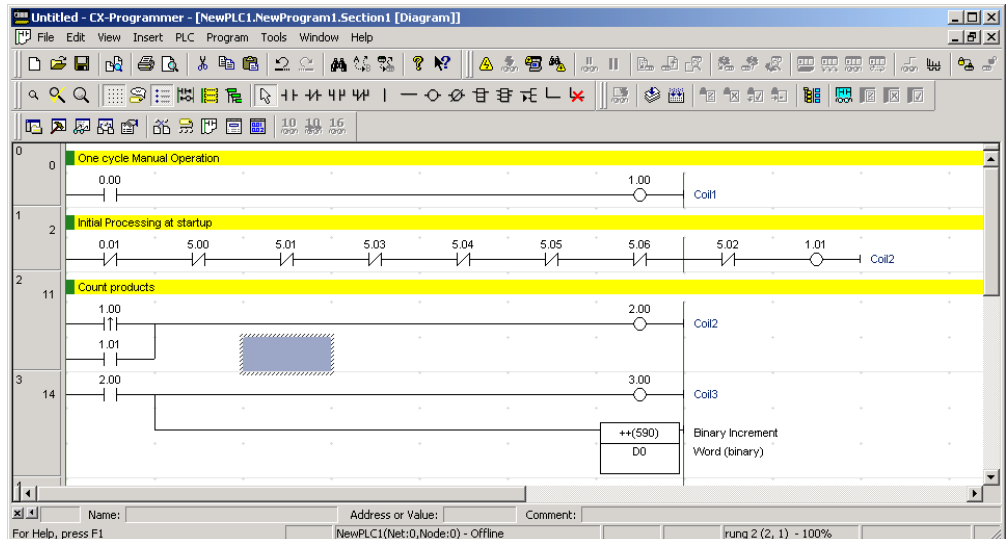 Untitled - CX-Programmer - [NewPLC1.NewProgram1.Section1 [Diagram]]
File Edit View Insert PLC Program Tools Window Help
10 10 16
0 0 One cycle Manual Operation
0.00 1.00
Coil1
1 2 Initial Processing at startup
0.01 5.00 5.01 5.03 5.04 5.05 5.06 5.02 1.01
Coil2
2 11 Count products
1.00 2.00
Coil2
1.01
3 14 2.00 3.00
Coil3
++(590) Binary Increment
D0 Word (binary)
Name: Address or Value: Comment:
For Help, press F1 NewPLC1(Net:0,Node:0) - Offline rung 2 (2, 1) - 100%